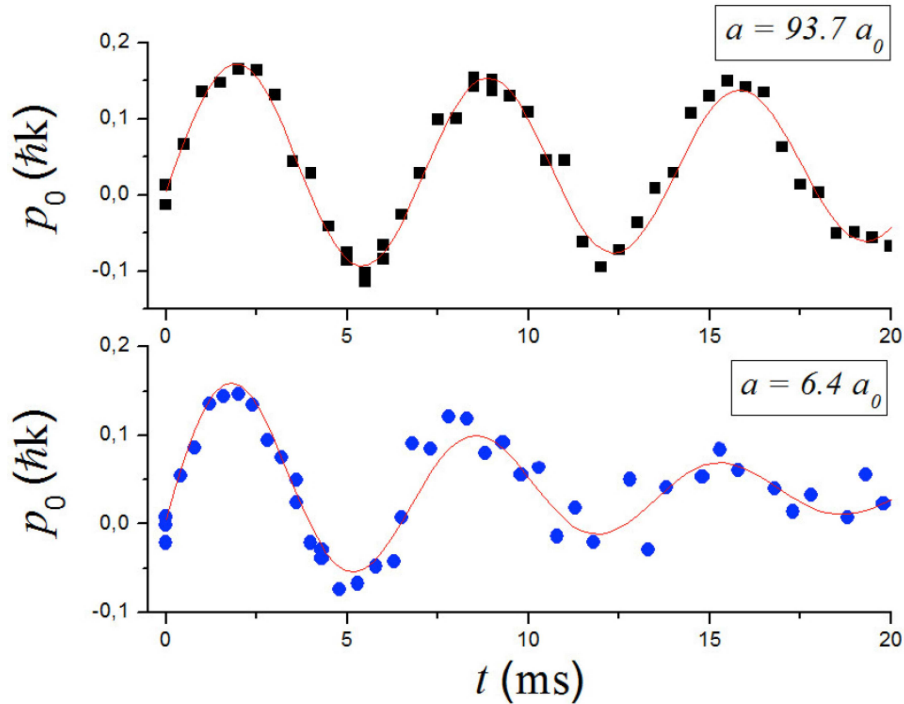 0,2
a = 93.7 a₀
0,1
0,0
-0,1
p₀ (ħk)
0 5 10 15 20
0,2
a = 6.4 a₀
0,1
0,0
-0,1
p₀ (ħk)
0 5 10 15 20
t (ms)